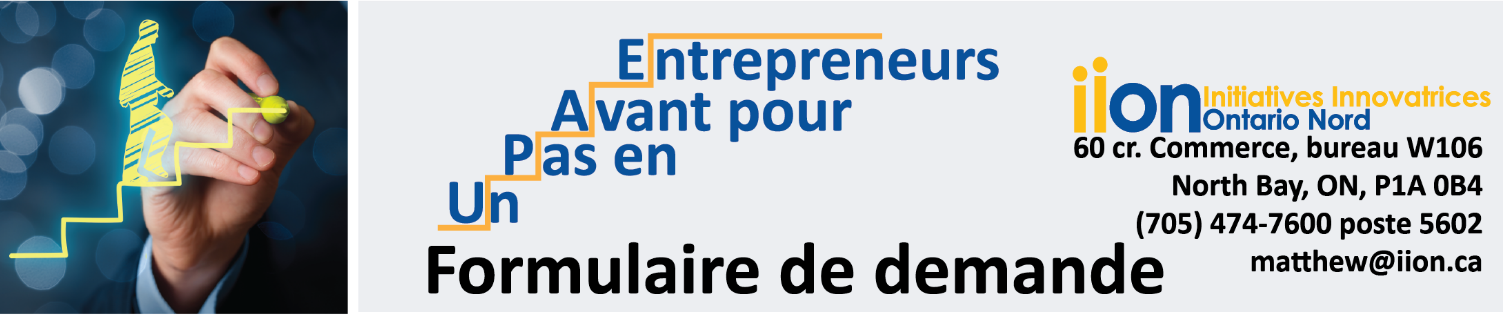 Entrepreneurs
Avant pour
Pas en
Un
Formulaire de demande
iion Initiatives Innovatrices
Ontario Nord
60 cr. Commerce, bureau W106
North Bay, ON, P1A 0B4
(705) 474-7600 poste 5602
matthew@iion.ca